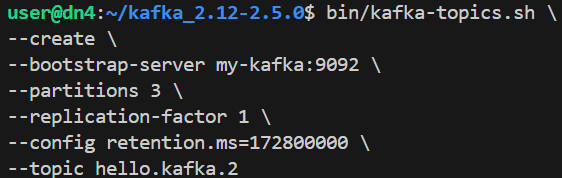 user@dn4:~/kafka_2.12-2.5.0$ bin/kafka-topics.sh \
--create \
--bootstrap-server my-kafka:9092 \
--partitions 3 \
--replication-factor 1 \
--config retention.ms=172800000 \
--topic hello.kafka.2